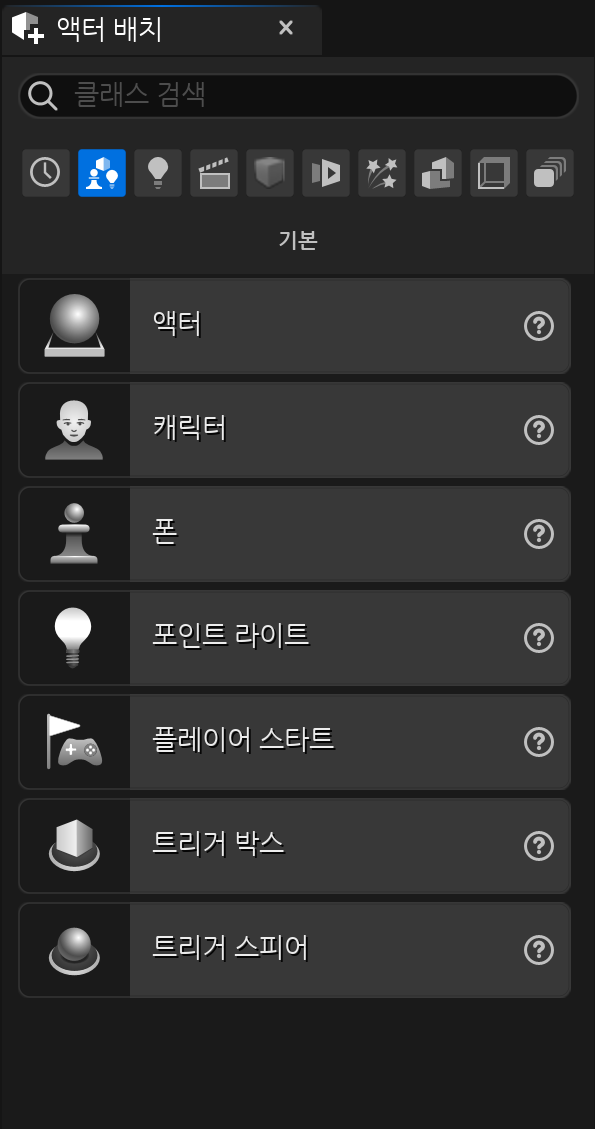 액터 배치
클래스 검색
기본
액터
캐릭터
폰
포인트 라이트
플레이어 스타트
트리거 박스
트리거 스피어